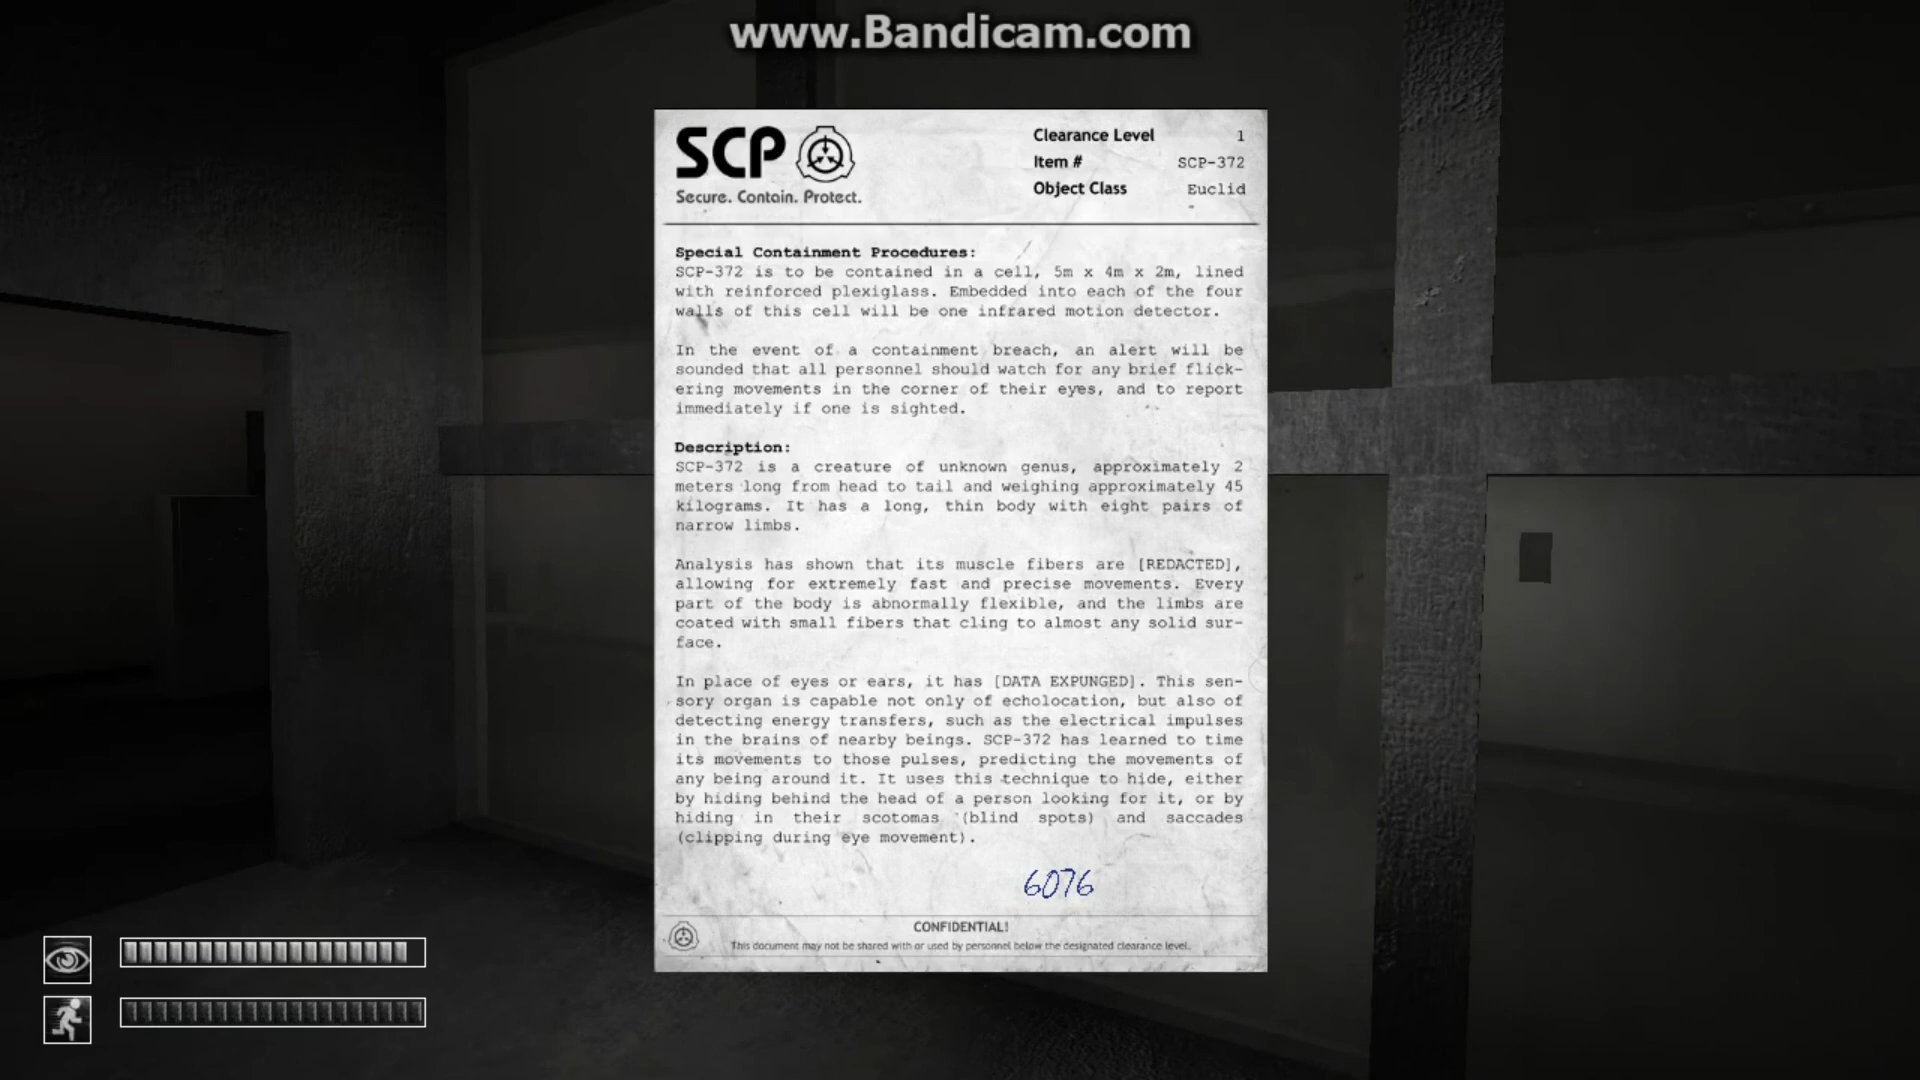 www.Bandicam.com
SCP
Secure. Contain. Protect.
Clearance Level 1
Item # SCP-372
Object Class Euclid
Special Containment Procedures:
SCP-372 is to be contained in a cell, 5m x 4m x 2m, lined
with reinforced plexiglass. Embedded into each of the four
walls of this cell will be one infrared motion detector.
In the event of a containment breach, an alert will be
sounded that all personnel should watch for any brief flick-
ering movements in the corner of their eyes, and to report
immediately if one is sighted.
Description:
SCP-372 is a creature of unknown genus, approximately 2
meters long from head to tail and weighing approximately 45
kilograms. It has a long, thin body with eight pairs of
narrow limbs.
Analysis has shown that its muscle fibers are [REDACTED],
allowing for extremely fast and precise movements. Every
part of the body is abnormally flexible, and the limbs are
coated with small fibers that cling to almost any solid sur-
face.
In place of eyes or ears, it has [DATA EXPUNGED]. This sen-
sory organ is capable not only of echolocation, but also of
detecting energy transfers, such as the electrical impulses
in the brains of nearby beings. SCP-372 has learned to time
its movements to those pulses, predicting the movements of
any being around it. It uses this technique to hide, either
by hiding behind the head of a person looking for it, or by
hiding in their scotomas (blind spots) and saccades
(clipping during eye movement).
6076
CONFIDENTIAL!
This document may not be shared with or used by personnel below the designated clearance level.